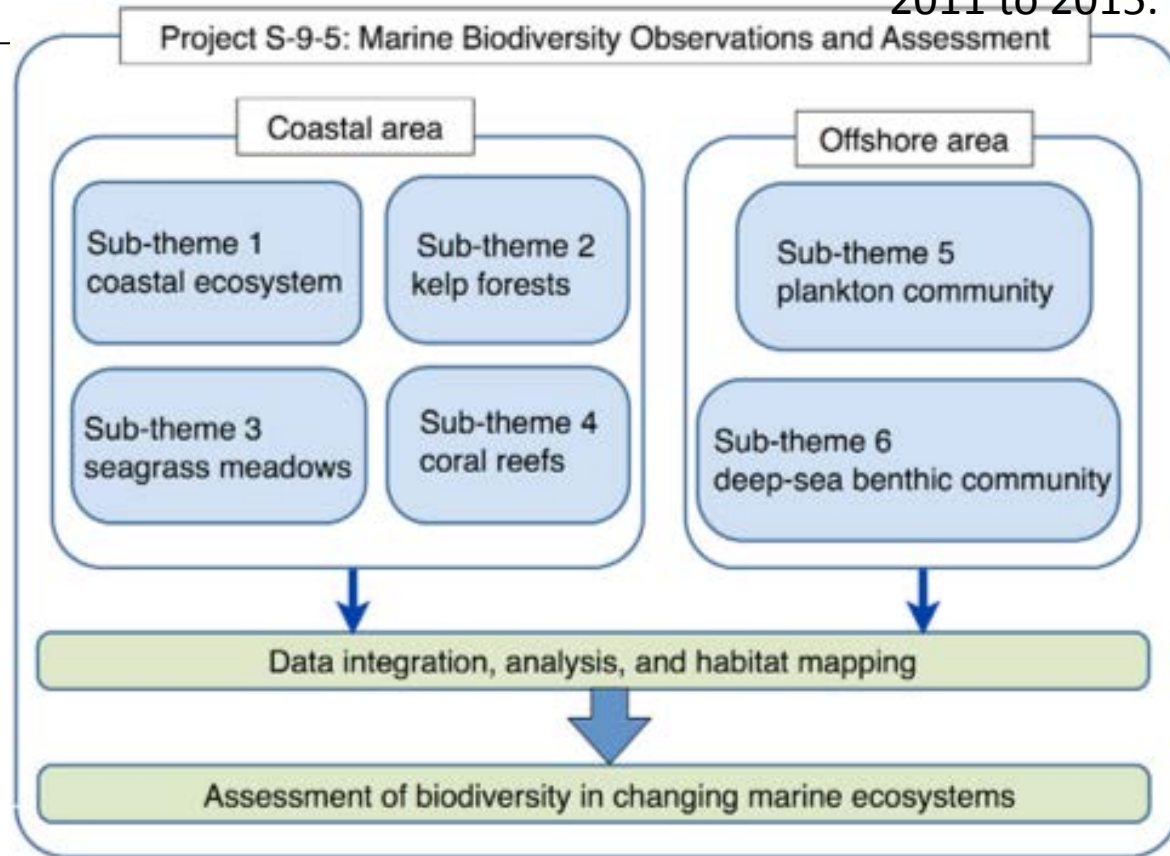 2011 to 2015.
Project S-9-5: Marine Biodiversity Observations and Assessment
Coastal area
Sub-theme 1
coastal ecosystem
Sub-theme 2
kelp forests
Sub-theme 3
seagrass meadows
Sub-theme 4
coral reefs
Offshore area
Sub-theme 5
plankton community
Sub-theme 6
deep-sea benthic community
Data integration, analysis, and habitat mapping
Assessment of biodiversity in changing marine ecosystems